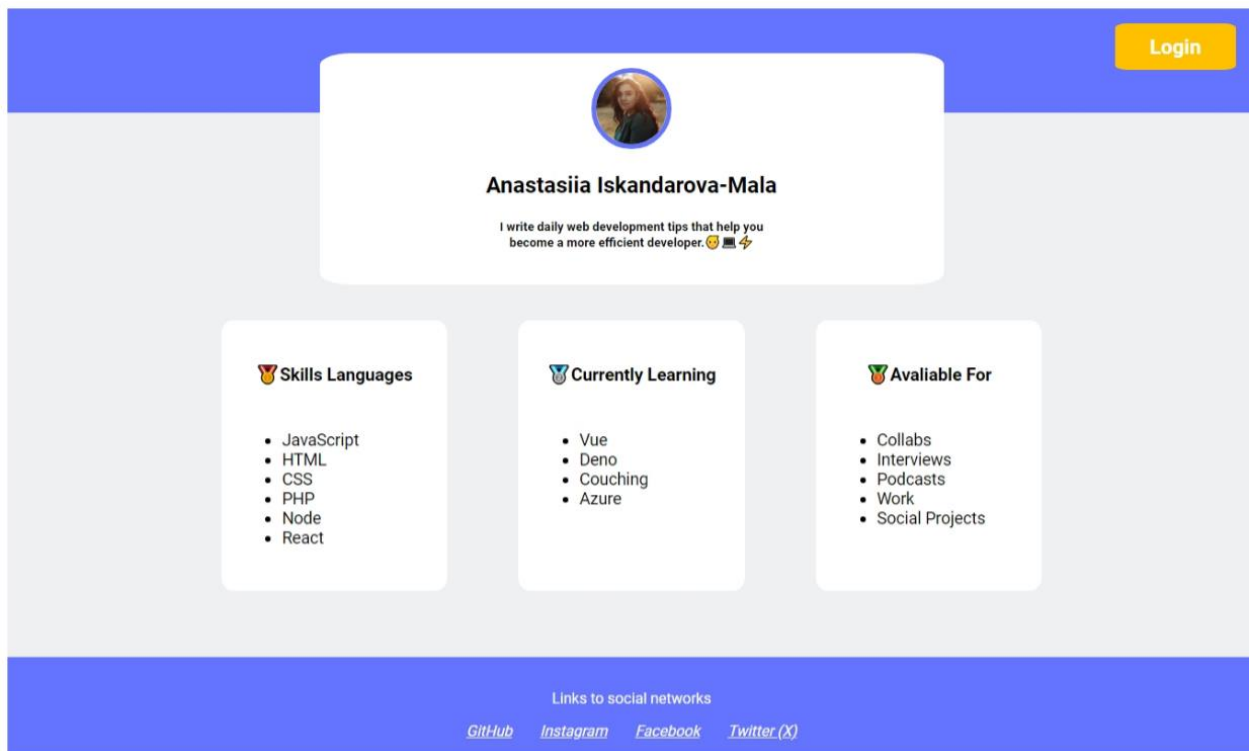 Login
Anastasiia Iskandarova-Mala
I write daily web development tips that help you
become a more efficient developer.
Skills Languages
JavaScript
HTML
CSS
PHP
Node
React
Currently Learning
Vue
Deno
Couching
Azure
Avaliable For
Collabs
Interviews
Podcasts
Work
Social Projects
Links to social networks
GitHub Instagram Facebook Twitter (X)